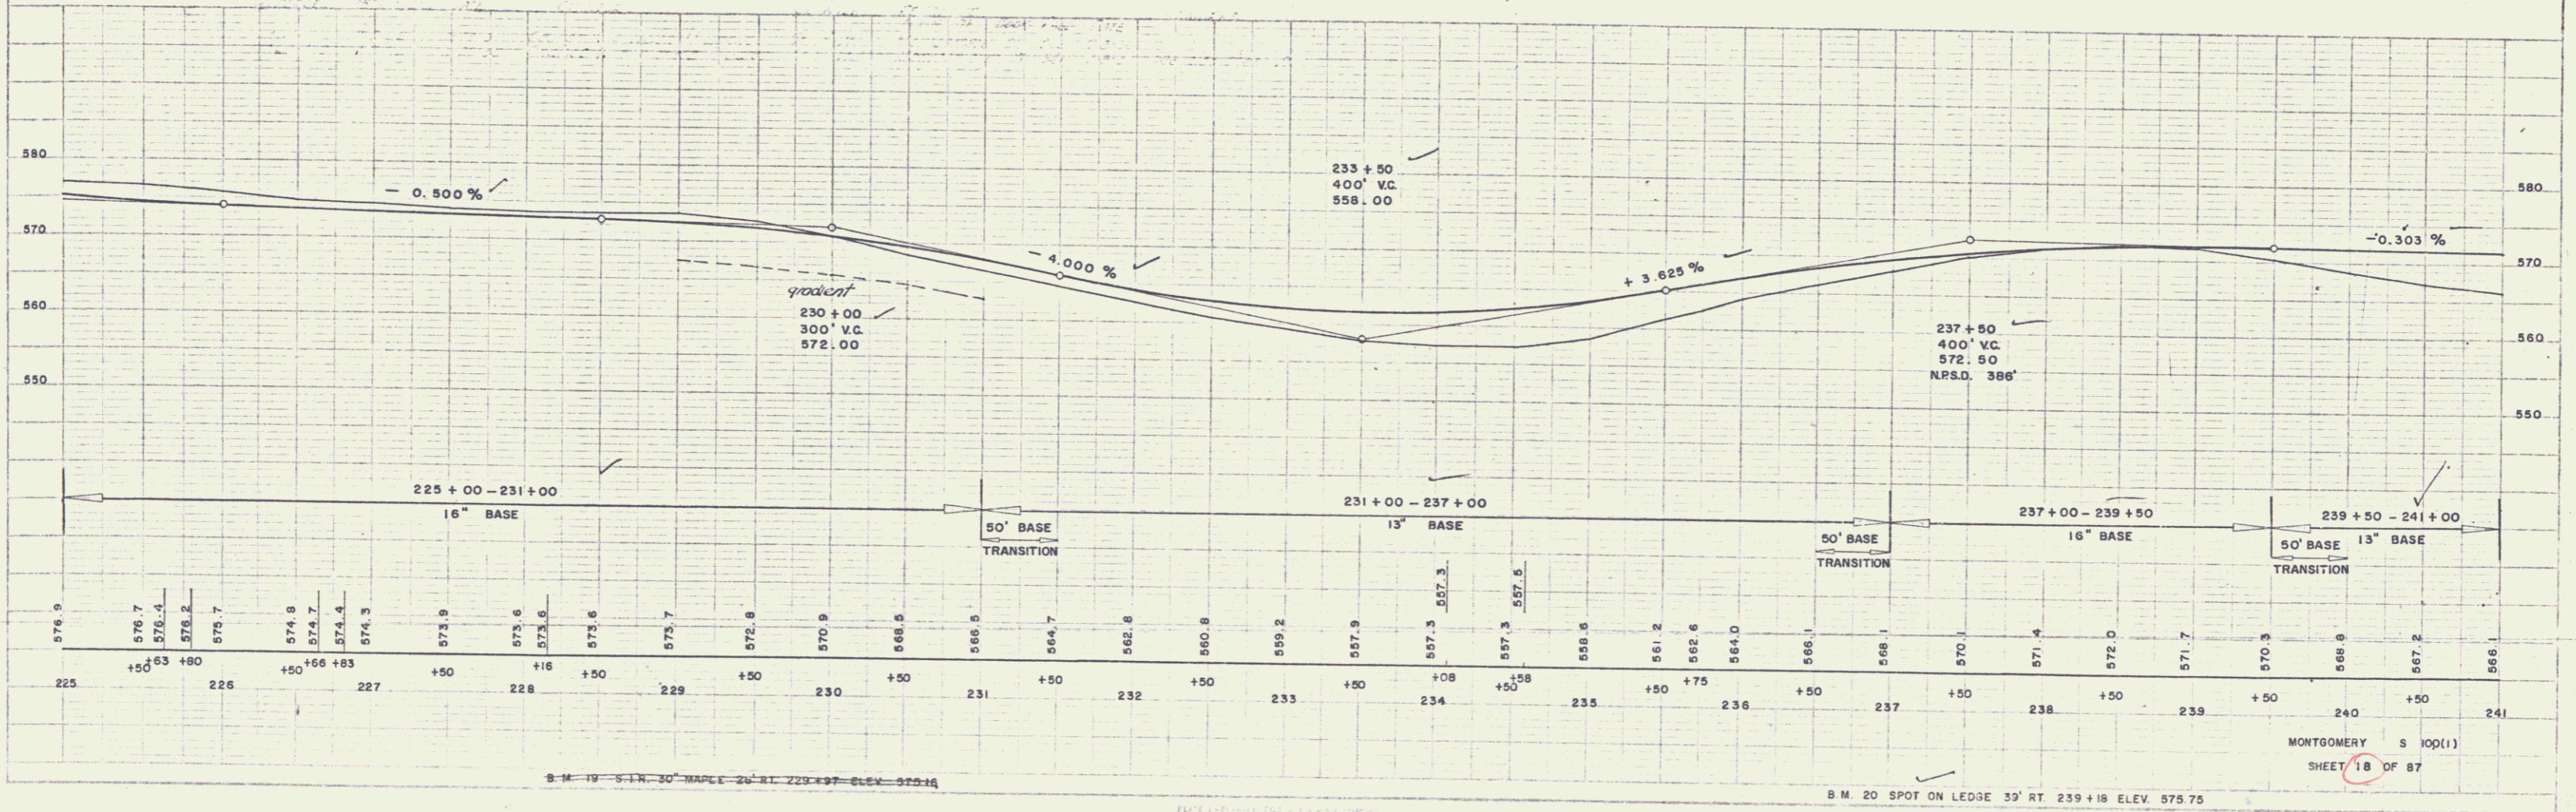 580
570
560
550
580
570
560
550
— 0.500 %
233 + 50
400' V.C.
558.00
— 4.000 %
+ 3.625 %
-0.303 %
gradient
230 + 00
300' V.C.
572.00
237 + 50
400' V.C.
572.50
N.P.S.D. 386'
225 + 00 - 231 + 00
16" BASE
231 + 00 - 237 + 00
13" BASE
237 + 00 - 239 + 50
16" BASE
239 + 50 - 241 + 00
13" BASE
50' BASE
TRANSITION
50' BASE
TRANSITION
50' BASE
TRANSITION
557.3 557.5
576.9 576.7 576.4 576.2 575.7 574.8 574.7 574.4 574.3 573.9 573.6 573.6 573.6 573.7 572.8 570.9 568.5 566.5 564.7 562.8 560.8 559.2 557.9 557.3 557.3 558.6 561.2 562.6 564.0 566.1 568.1 570.1 571.4 572.0 571.7 570.3 568.8 567.2 566.1
+50 +63 +80 +50 +66 +83 +50 +16 +50 +50 +50 +50 +50 +50 +08 +50 +58 +50 +75 +50 +50 +50 +50 +50
225 226 227 228 229 230 231 232 233 234 235 236 237 238 239 240 241
MONTGOMERY S 100(1)
SHEET 18 OF 87
B.M. 19 S.I.R. 30" MAPLE 26' RT. 229 + 97 ELEV. 575.16
B.M. 20 SPOT ON LEDGE 39' RT. 239 + 18 ELEV. 575.75